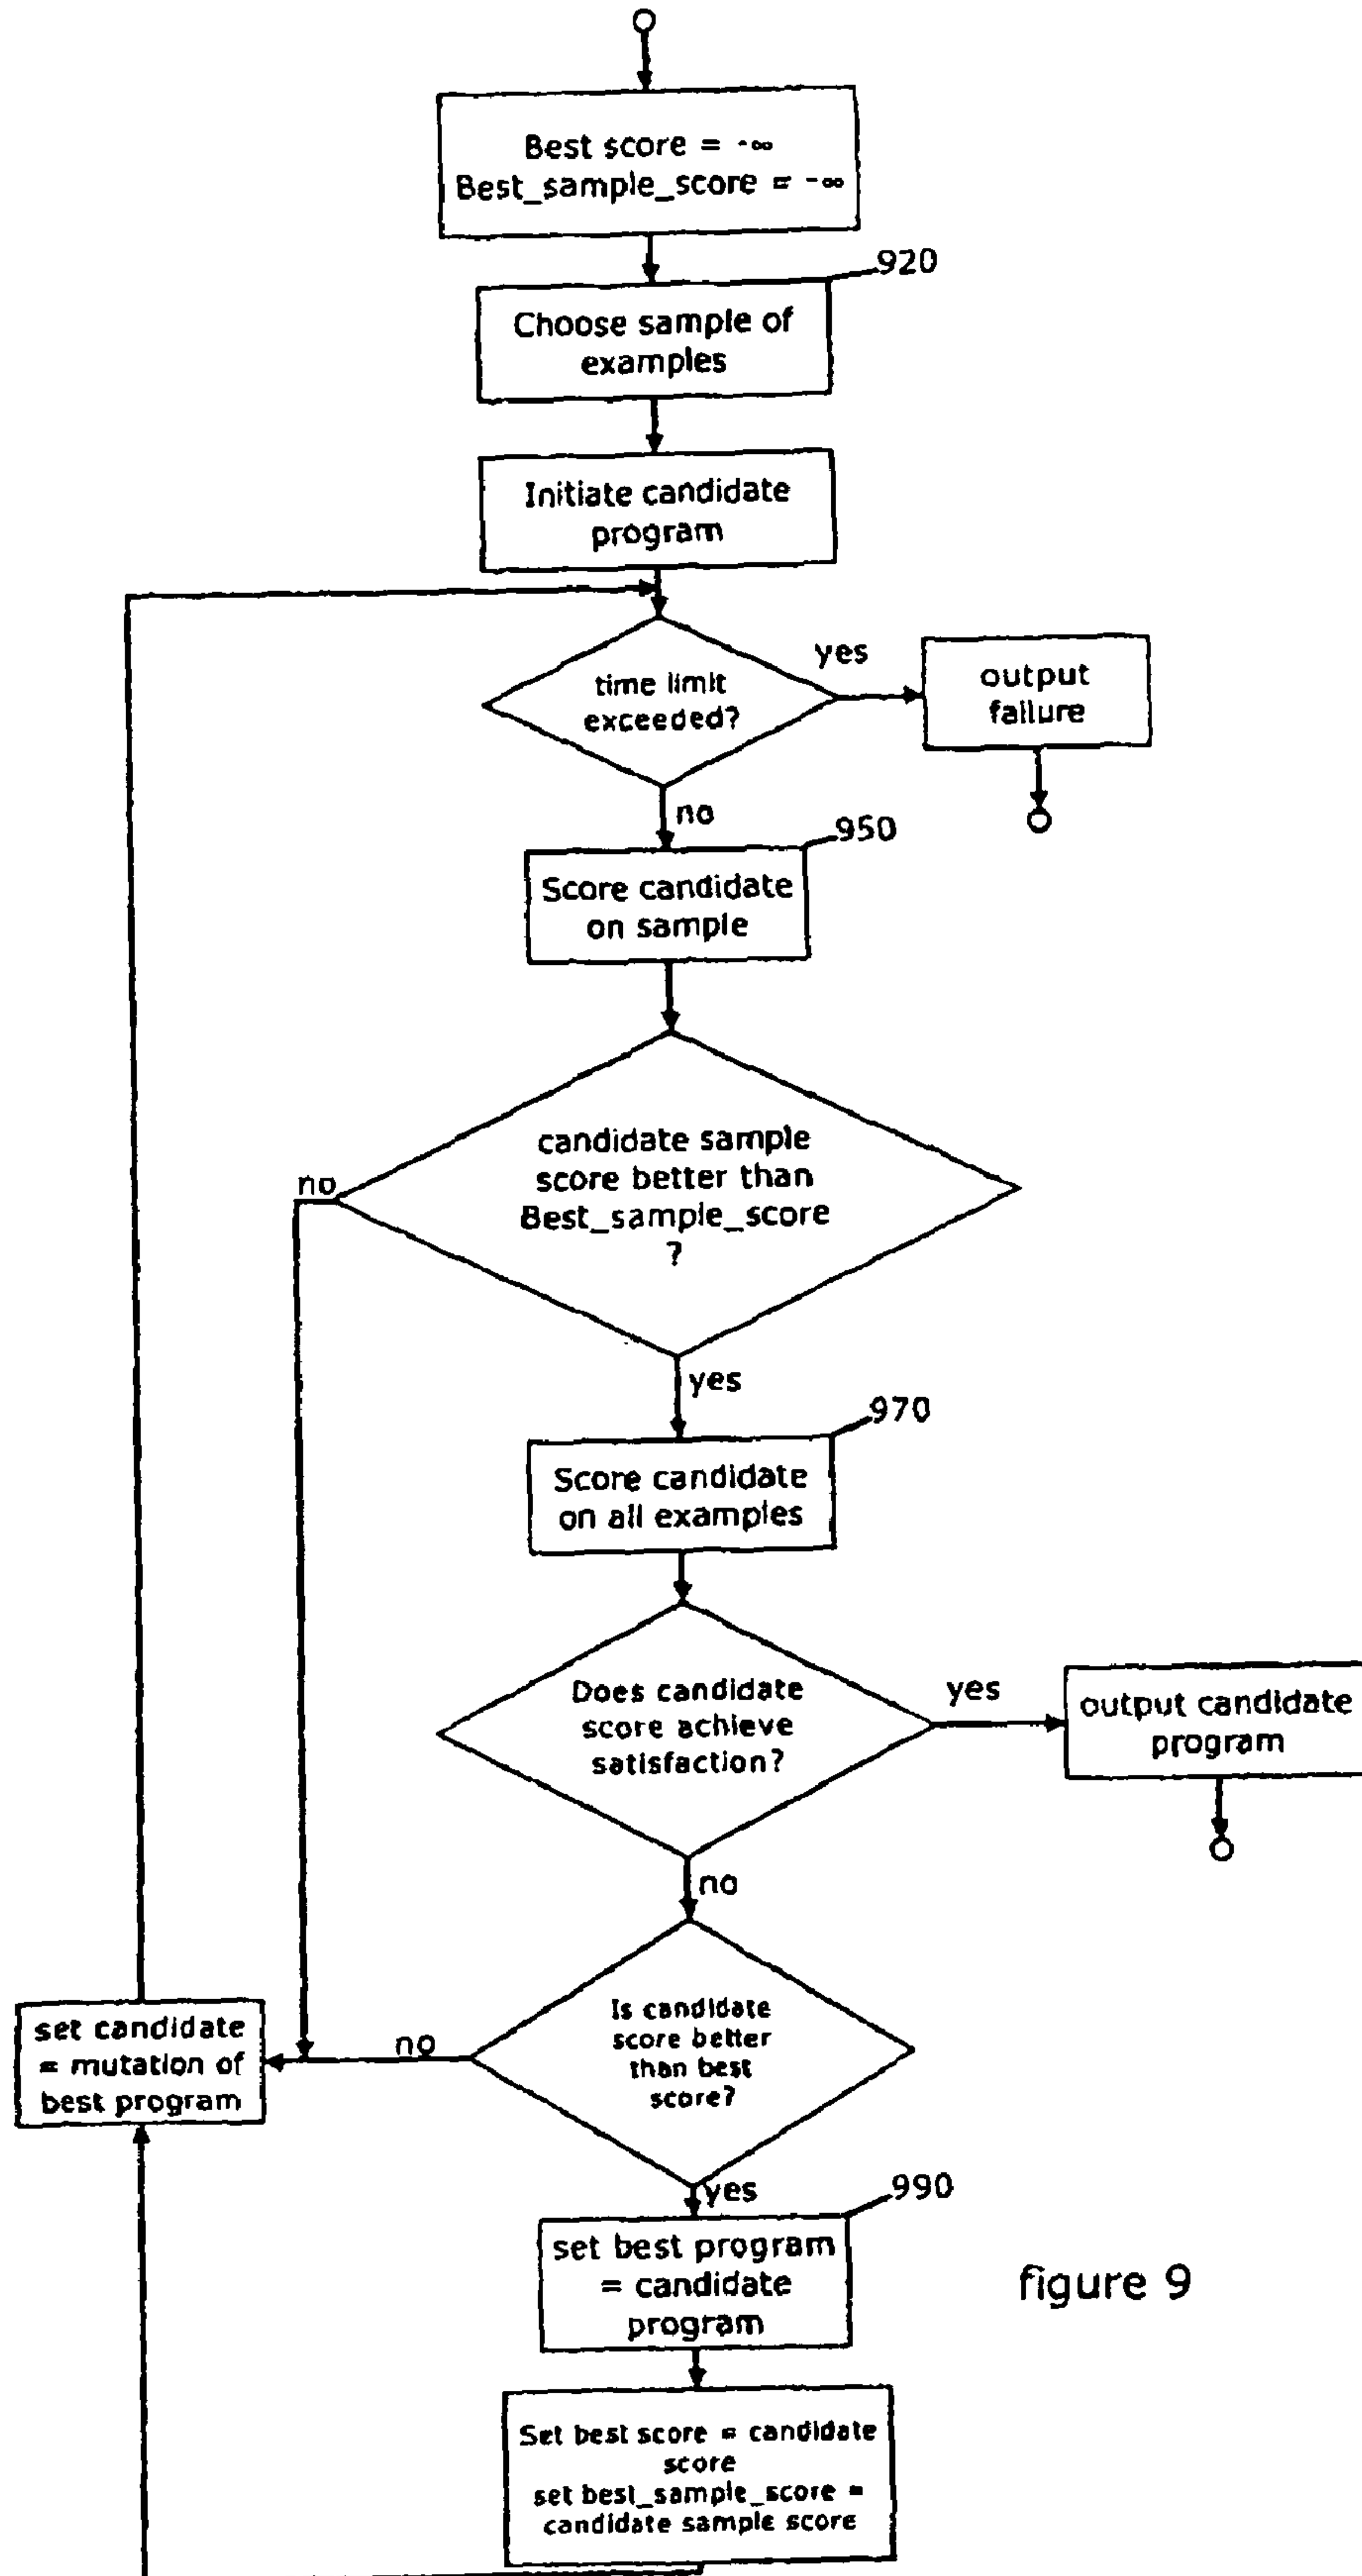 Best score = -∞
Best_sample_score = -∞
920
Choose sample of
examples
Initiate candidate
program
time limit
exceeded?
yes
output
failure
no
950
Score candidate
on sample
candidate sample
score better than
Best_sample_score
?
no
yes
970
Score candidate
on all examples
Does candidate
score achieve
satisfaction?
yes
output candidate
program
no
Is candidate
score better
than best
score?
no
set candidate
= mutation of
best program
yes
990
set best program
= candidate
program
figure 9
Set best score = candidate
score
set best_sample_score =
candidate sample score